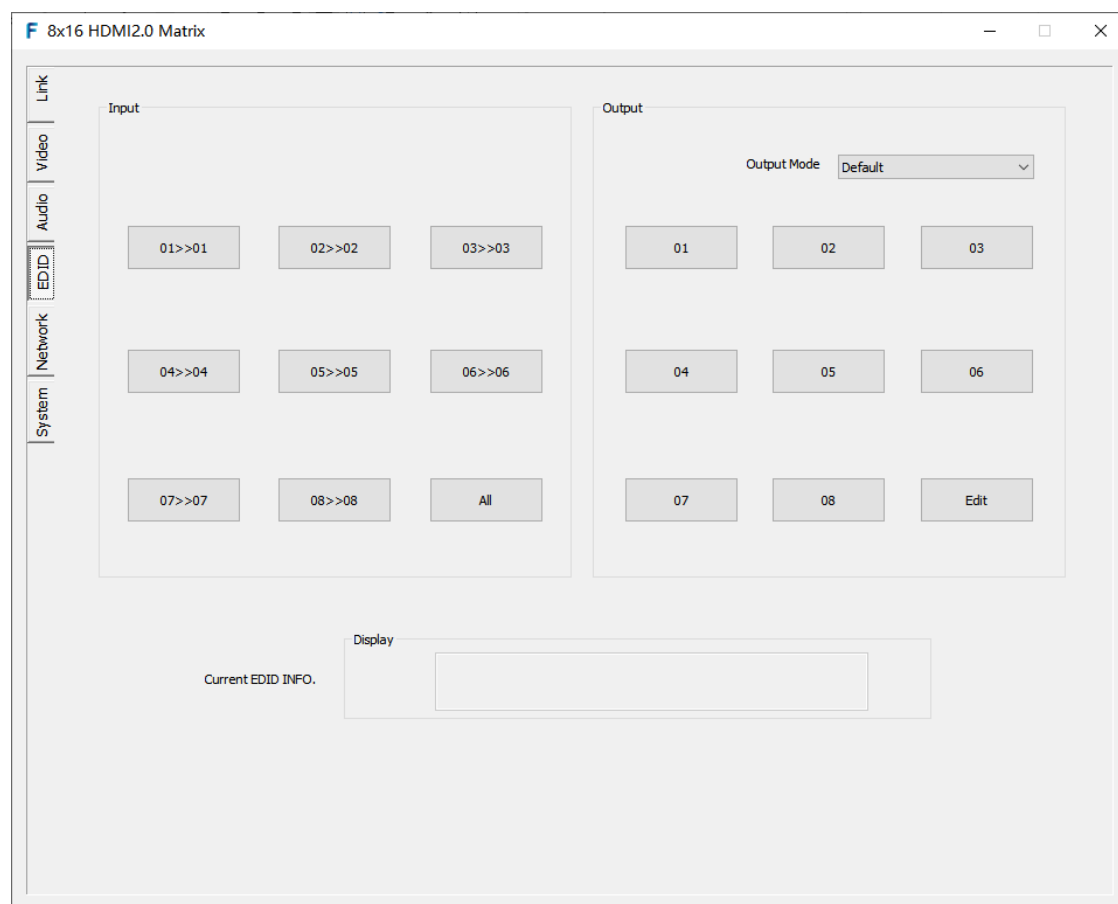 F 8x16 HDMI2.0 Matrix
Link
Video
Audio
EDID
Network
System
Input
01>>01 02>>02 03>>03
04>>04 05>>05 06>>06
07>>07 08>>08 All
Output
Output Mode Default
01 02 03
04 05 06
07 08 Edit
Display
Current EDID INFO.